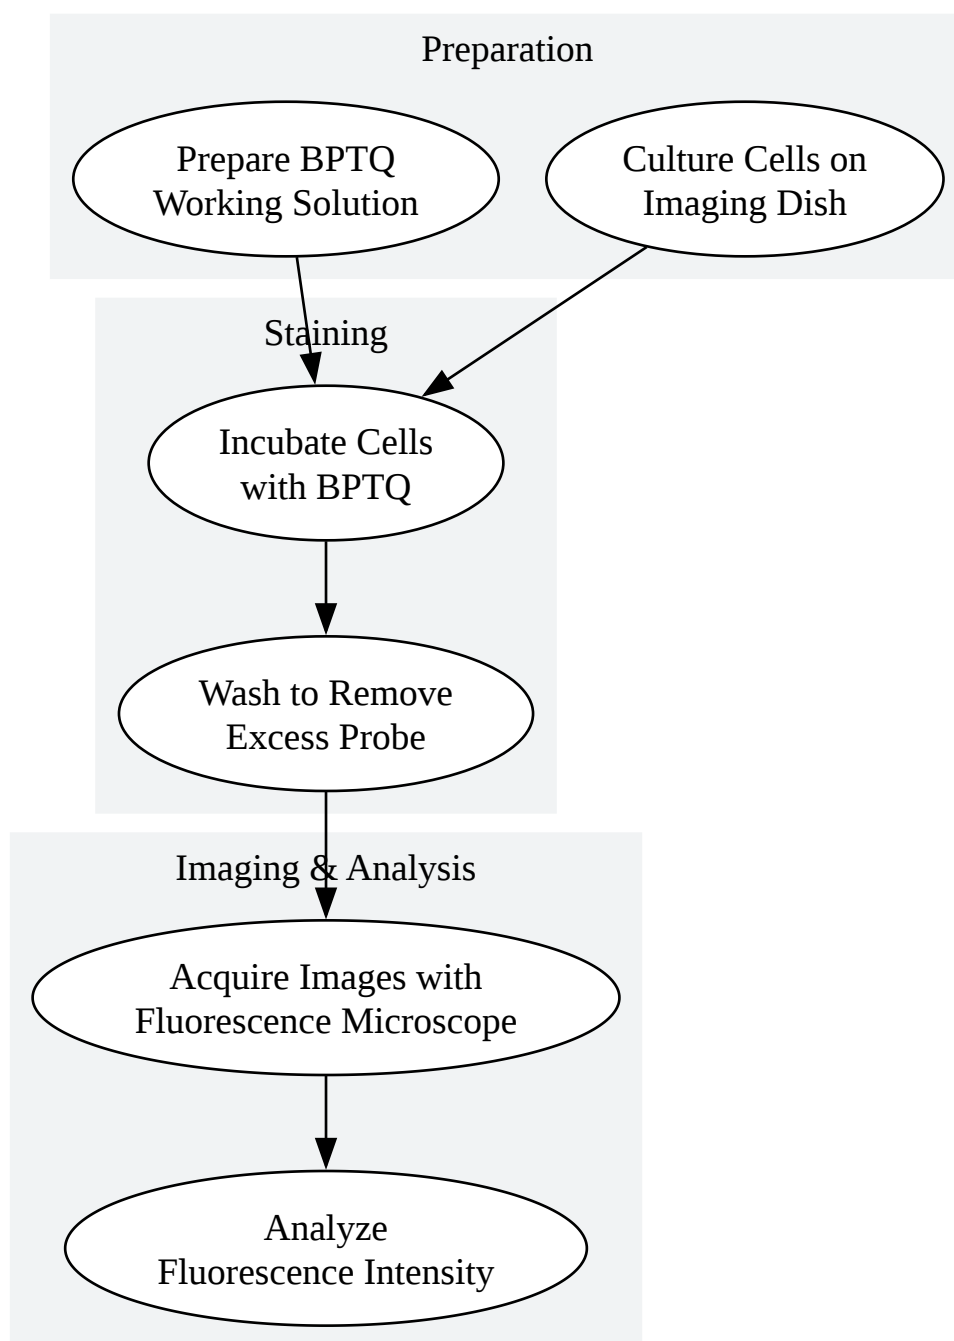 Preparation
Prepare BPTQ
Working Solution
Culture Cells on
Imaging Dish
Staining
Incubate Cells
with BPTQ
Wash to Remove
Excess Probe
Imaging & Analysis
Acquire Images with
Fluorescence Microscope
Analyze
Fluorescence Intensity